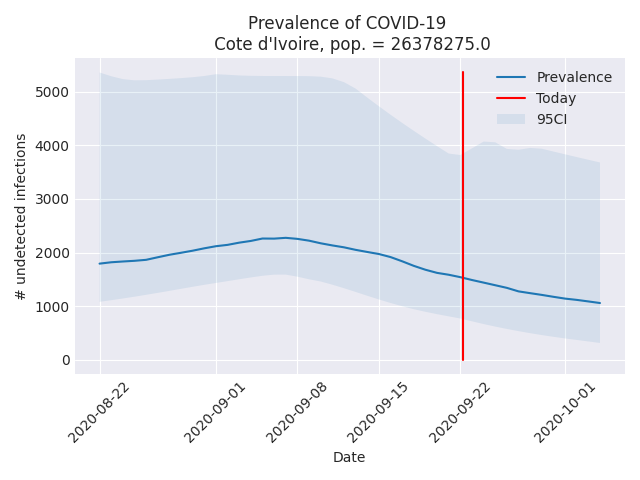 Prevalence of COVID-19
Cote d'Ivoire, pop. = 26378275.0
Prevalence
Today
95CI
# undetected infections
5000
4000
3000
2000
1000
0
2020-08-22
2020-09-01
2020-09-08
2020-09-15
2020-09-22
2020-10-01
Date